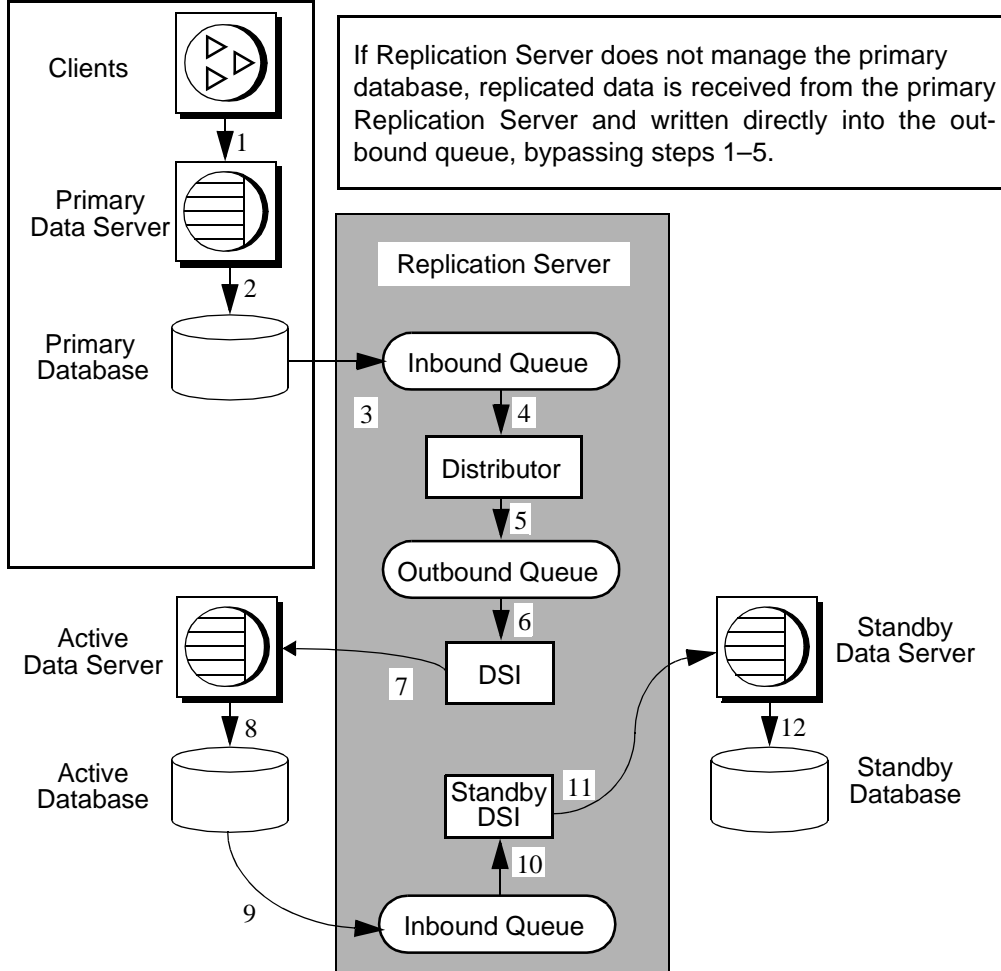 Clients
If Replication Server does not manage the primary
database, replicated data is received from the primary
Replication Server and written directly into the out-
bound queue, bypassing steps 1–5.
1
Primary
Data Server
2
Replication Server
Primary
Database
Inbound Queue
3
4
Distributor
5
Outbound Queue
6
Active
Data Server
7
DSI
Standby
Data Server
8
12
Active
Database
Standby
DSI
11
Standby
Database
10
9
Inbound Queue